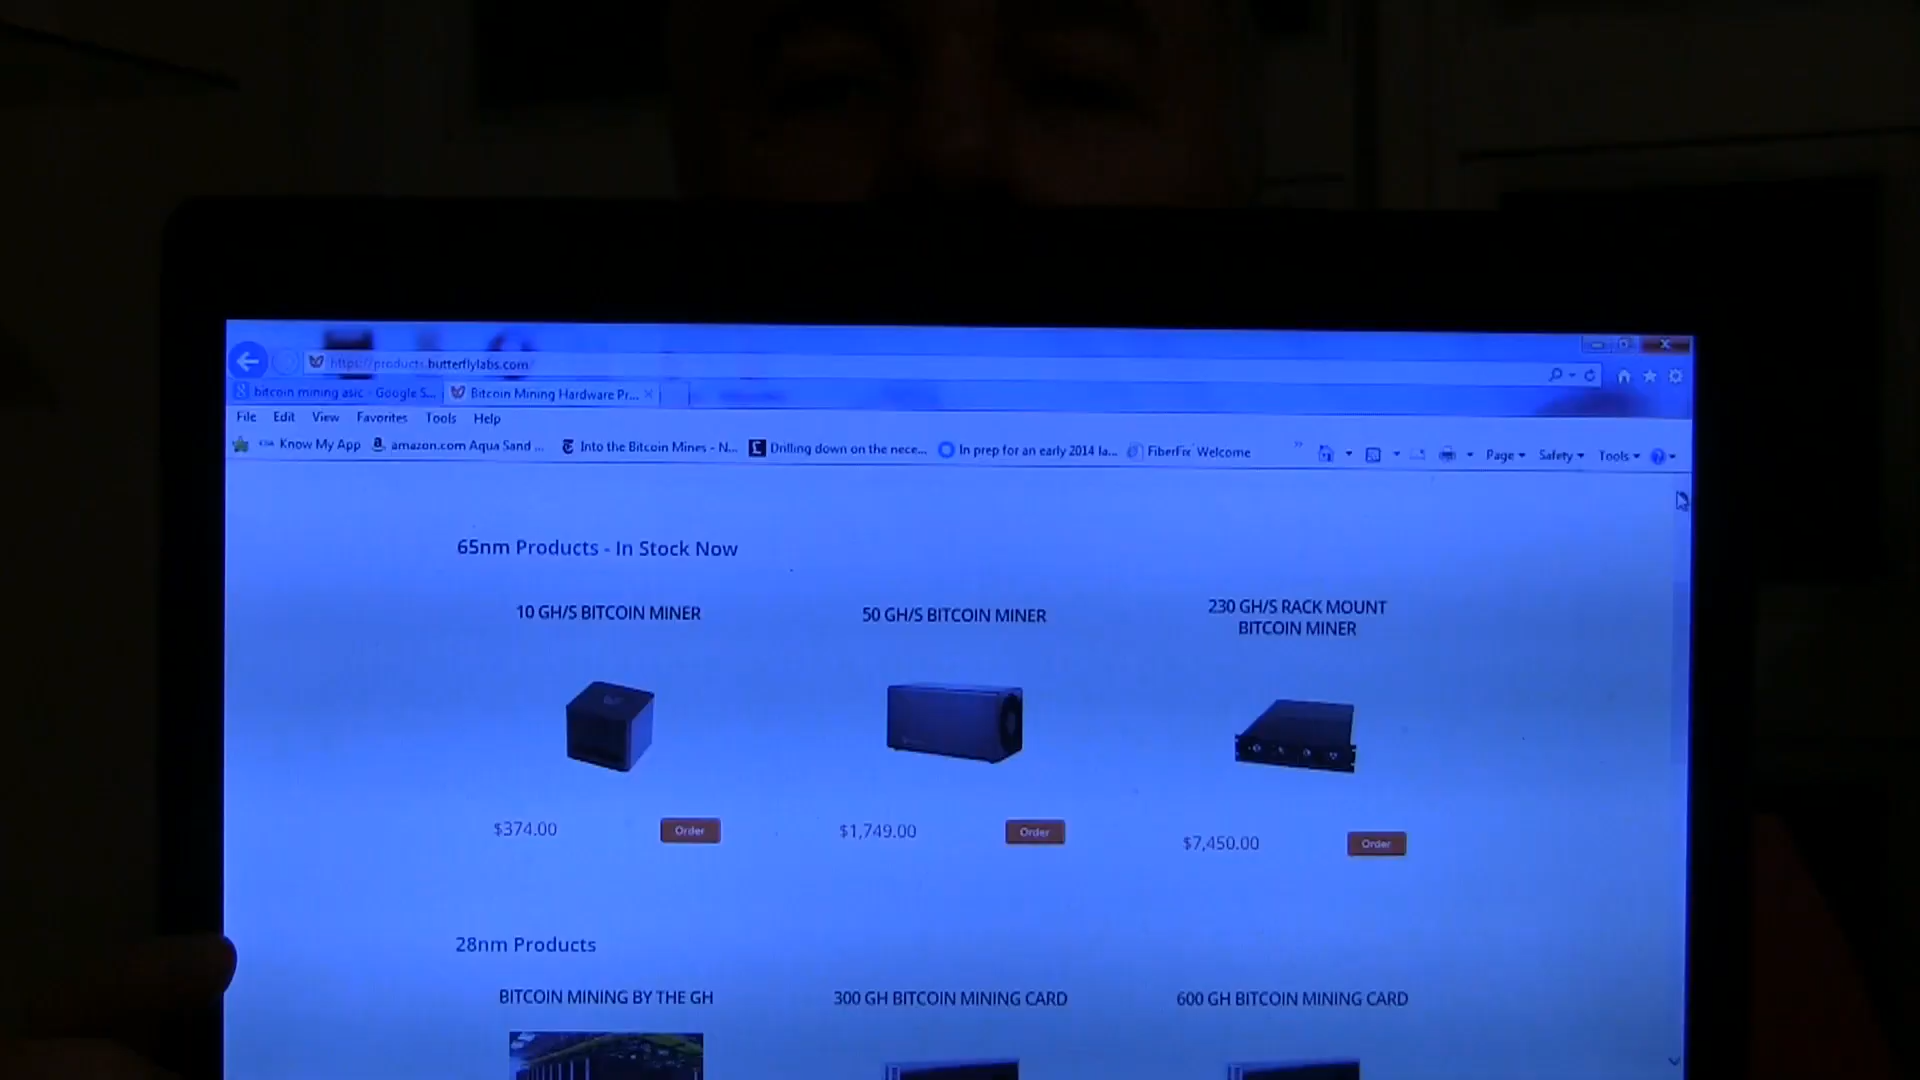 https://products.butterflylabs.com/
bitcoin mining asic - Google S...
Bitcoin Mining Hardware Pr...
File Edit View Favorites Tools Help
Know My App
amazon.com Aqua Sand ...
Into the Bitcoin Mines - N...
Drilling down on the nece...
In prep for an early 2014 la...
FiberFix Welcome
Page Safety Tools
65nm Products - In Stock Now
10 GH/S BITCOIN MINER
50 GH/S BITCOIN MINER
230 GH/S RACK MOUNT
BITCOIN MINER
$374.00
Order
$1,749.00
Order
$7,450.00
Order
28nm Products
BITCOIN MINING BY THE GH
300 GH BITCOIN MINING CARD
600 GH BITCOIN MINING CARD